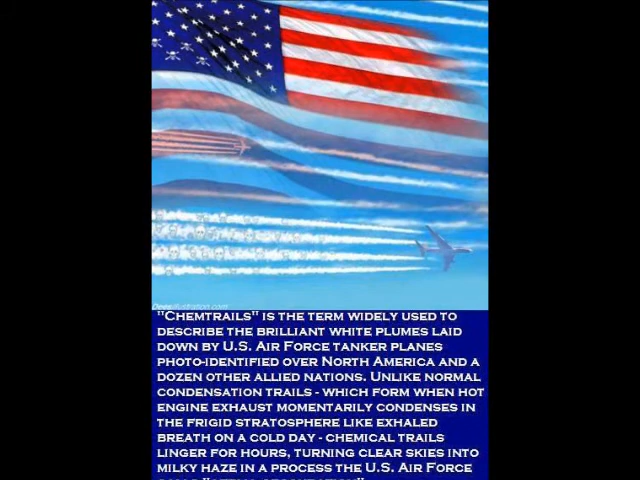 "Chemtrails" is the term widely used to
describe the brilliant white plumes laid
down by U.S. Air Force tanker planes
photo-identified over North America and a
dozen other allied nations. Unlike normal
condensation trails - which form when hot
engine exhaust momentarily condenses in
the frigid stratosphere like exhaled
breath on a cold day - chemical trails
linger for hours, turning clear skies into
milky haze in a process the U.S. Air Force